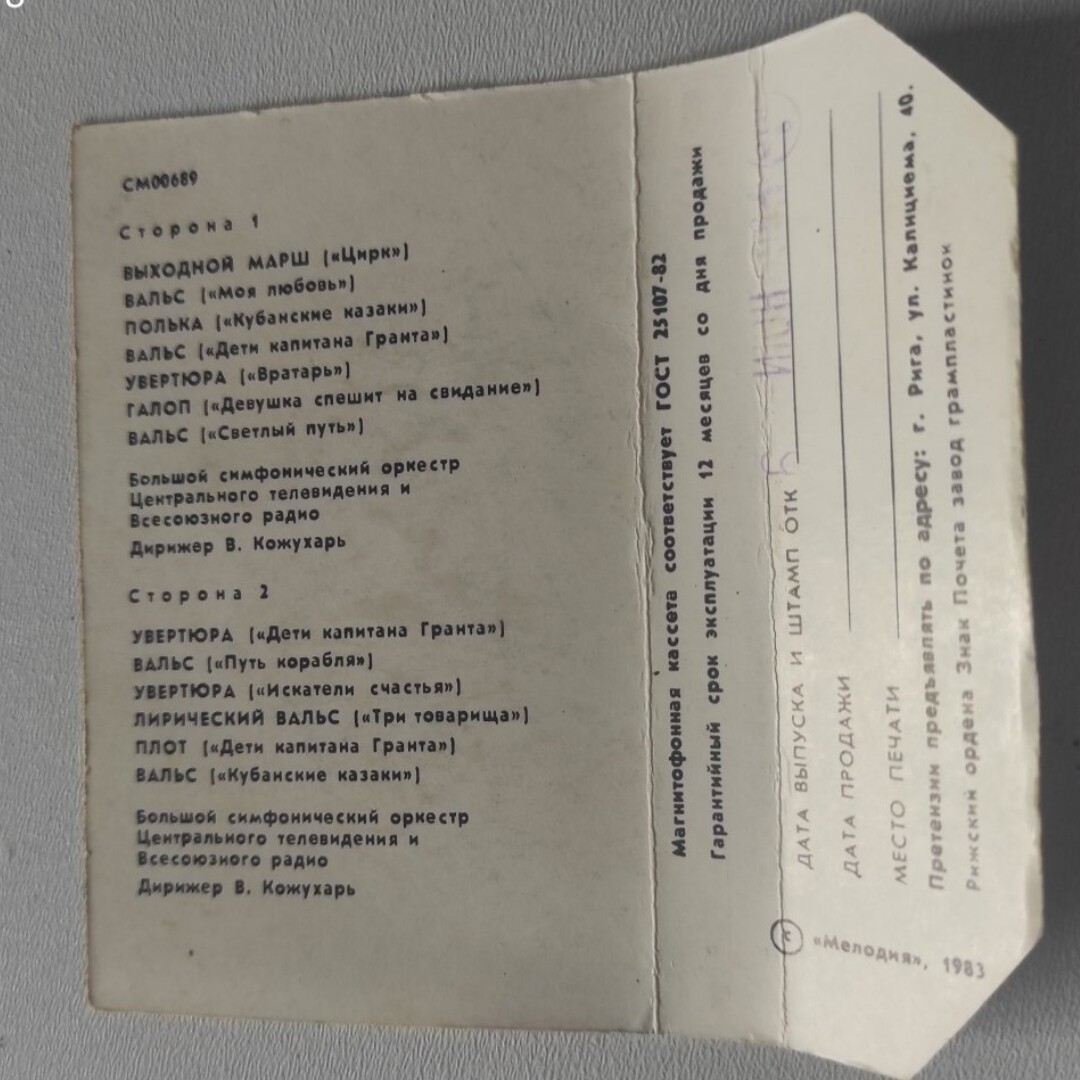 СМ00689
Сторона 1
ВЫХОДНОЙ МАРШ («Цирк»)
ВАЛЬС («Моя любовь»)
ПОЛЬКА («Кубанские казаки»)
ВАЛЬС («Дети капитана Гранта»)
УВЕРТЮРА («Вратарь»)
ГАЛОП («Девушка спешит на свидание»)
ВАЛЬС («Светлый путь»)
Большой симфонический оркестр
Центрального телевидения и
Всесоюзного радио
Дирижер В. Кожухарь
Сторона 2
УВЕРТЮРА («Дети капитана Гранта»)
ВАЛЬС («Путь корабля»)
УВЕРТЮРА («Искатели счастья»)
ЛИРИЧЕСКИЙ ВАЛЬС («Три товарища»)
ПЛОТ («Дети капитана Гранта»)
ВАЛЬС («Кубанские казаки»)
Большой симфонический оркестр
Центрального телевидения и
Всесоюзного радио
Дирижер В. Кожухарь
Магнитофонная кассета соответствует ГОСТ 25107-82
Гарантийный срок эксплуатации 12 месяцев со дня продажи
ДАТА ВЫПУСКА И ШТАМП ОТК
ДАТА ПРОДАЖИ
МЕСТО ПЕЧАТИ
Претензии предъявлять по адресу: г. Рига, ул. Калнциема, 40.
Рижский ордена Знак Почета завод грампластинок
«Мелодия», 1983